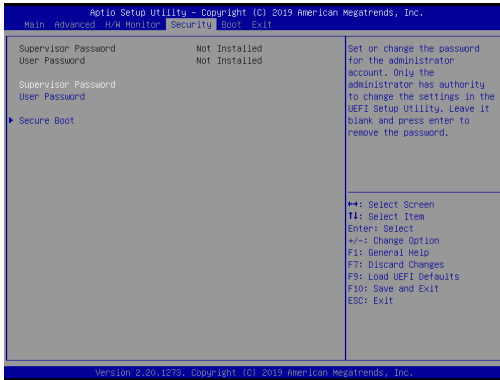 Aptio Setup Utility – Copyright (C) 2019 American Megatrends, Inc.
Main Advanced H/W Monitor Security Boot Exit
Supervisor Password Not Installed
User Password Not Installed
Supervisor Password
User Password
Secure Boot
Set or change the password
for the administrator
account. Only the
administrator has authority
to change the settings in the
UEFI Setup Utility. Leave it
blank and press enter to
remove the password.
↔: Select Screen
↑↓: Select Item
Enter: Select
+/-: Change Option
F1: General Help
F7: Discard Changes
F9: Load UEFI Defaults
F10: Save and Exit
ESC: Exit
Version 2.20.1273. Copyright (C) 2019 American Megatrends, Inc.